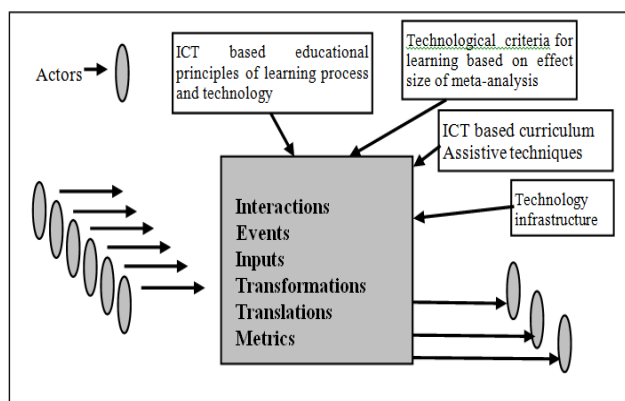 Actors
ICT based educational
principles of learning process
and technology
Technological criteria for
learning based on effect
size of meta-analysis
ICT based curriculum
Assistive techniques
Technology
infrastructure
Interactions
Events
Inputs
Transformations
Translations
Metrics